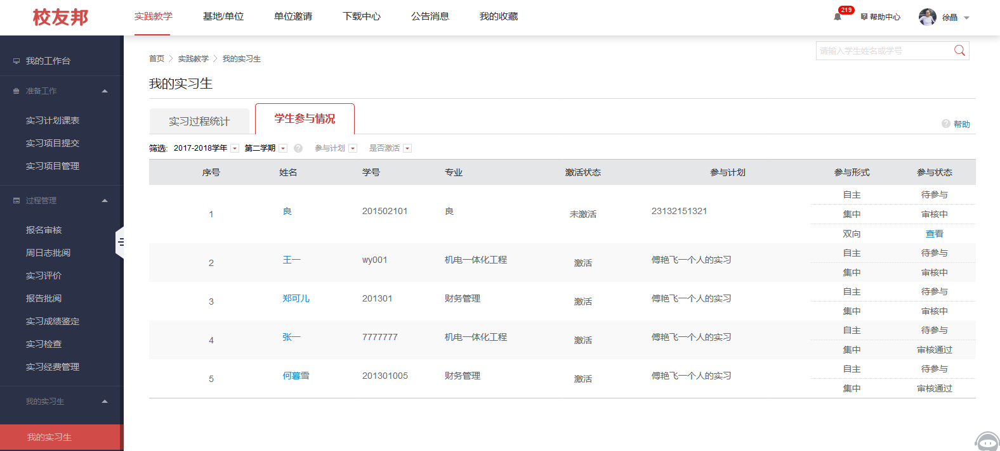 校友邦
实践教学 基地/单位 单位邀请 下载中心 公告消息 我的收藏
219 帮助中心 徐晶
我的工作台
准备工作
实习计划课表
实习项目提交
实习项目管理
过程管理
报名审核
周日志批阅
实习评价
报告批阅
实习成绩鉴定
实习检查
实习经费管理
我的实习生
我的实习生
首页 > 实践教学 > 我的实习生
请输入学生姓名或学号
我的实习生
实习过程统计 学生参与情况
? 帮助
筛选: 2017-2018学年 第二学期 ? 参与计划 是否激活
序号 姓名 学号 专业 激活状态 参与计划 参与形式 参与状态
1 良 201502101 良 未激活 23132151321
自主 待参与
集中 审核中
双向 查看
2 王一 wy001 机电一体化工程 激活 傅艳飞一个人的实习
自主 待参与
集中 审核中
3 郑可儿 201301 财务管理 激活 傅艳飞一个人的实习
自主 待参与
集中 审核中
4 张一 7777777 机电一体化工程 激活 傅艳飞一个人的实习
自主 待参与
集中 审核通过
5 何暮雪 201301005 财务管理 激活 傅艳飞一个人的实习
自主 待参与
集中 审核通过